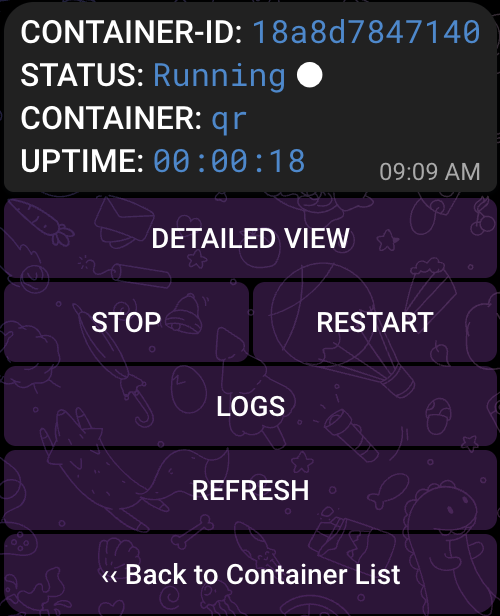 CONTAINER-ID: 18a8d7847140
STATUS: Running
CONTAINER: qr
UPTIME: 00:00:18
09:09 AM
DETAILED VIEW
STOP
RESTART
LOGS
REFRESH
‹‹ Back to Container List